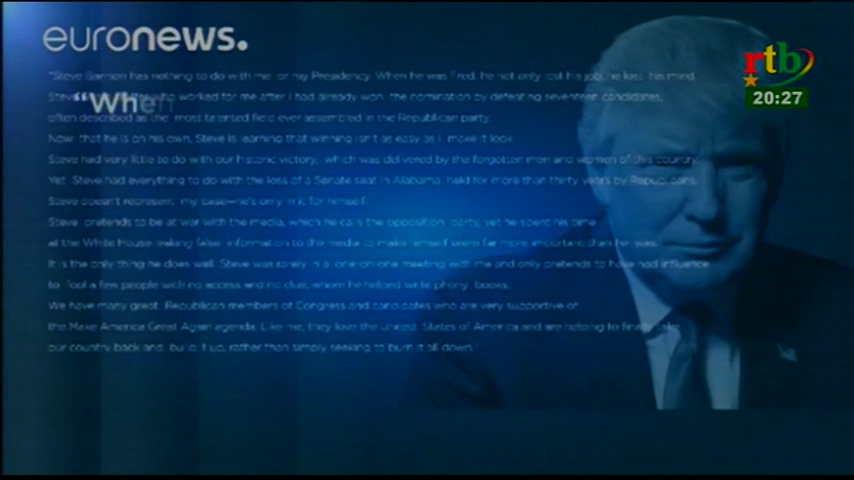 euronews.
rtb
20:27
"Steve Bannon has nothing to do with me or my Presidency. When he was fired, he not only lost his job, he lost his mind.
Steve who worked for me after I had already won the nomination by defeating seventeen candidates,
"When
often described as the most talented field ever assembled in the Republican party.
Now that he is on his own, Steve is learning that winning isn't as easy as I make it look.
Steve had very little to do with our historic victory, which was delivered by the forgotten men and women of this country.
Yet Steve had everything to do with the loss of a Senate seat in Alabama held for more than thirty years by Republicans.
Steve doesn't represent my base—he's only in it for himself.
Steve pretends to be at war with the media, which he calls the opposition party, yet he spent his time
at the White House leaking false information to the media to make himself seem far more important than he was.
It is the only thing he does well. Steve was rarely in a one-on-one meeting with me and only pretends to have had influence
to fool a few people with no access and no clue, whom he helped write phony books.
We have many great Republican members of Congress and candidates who are very supportive of
the Make America Great Again agenda. Like me, they love the United States of America and are helping to finally take
our country back and build it up, rather than simply seeking to burn it all down."